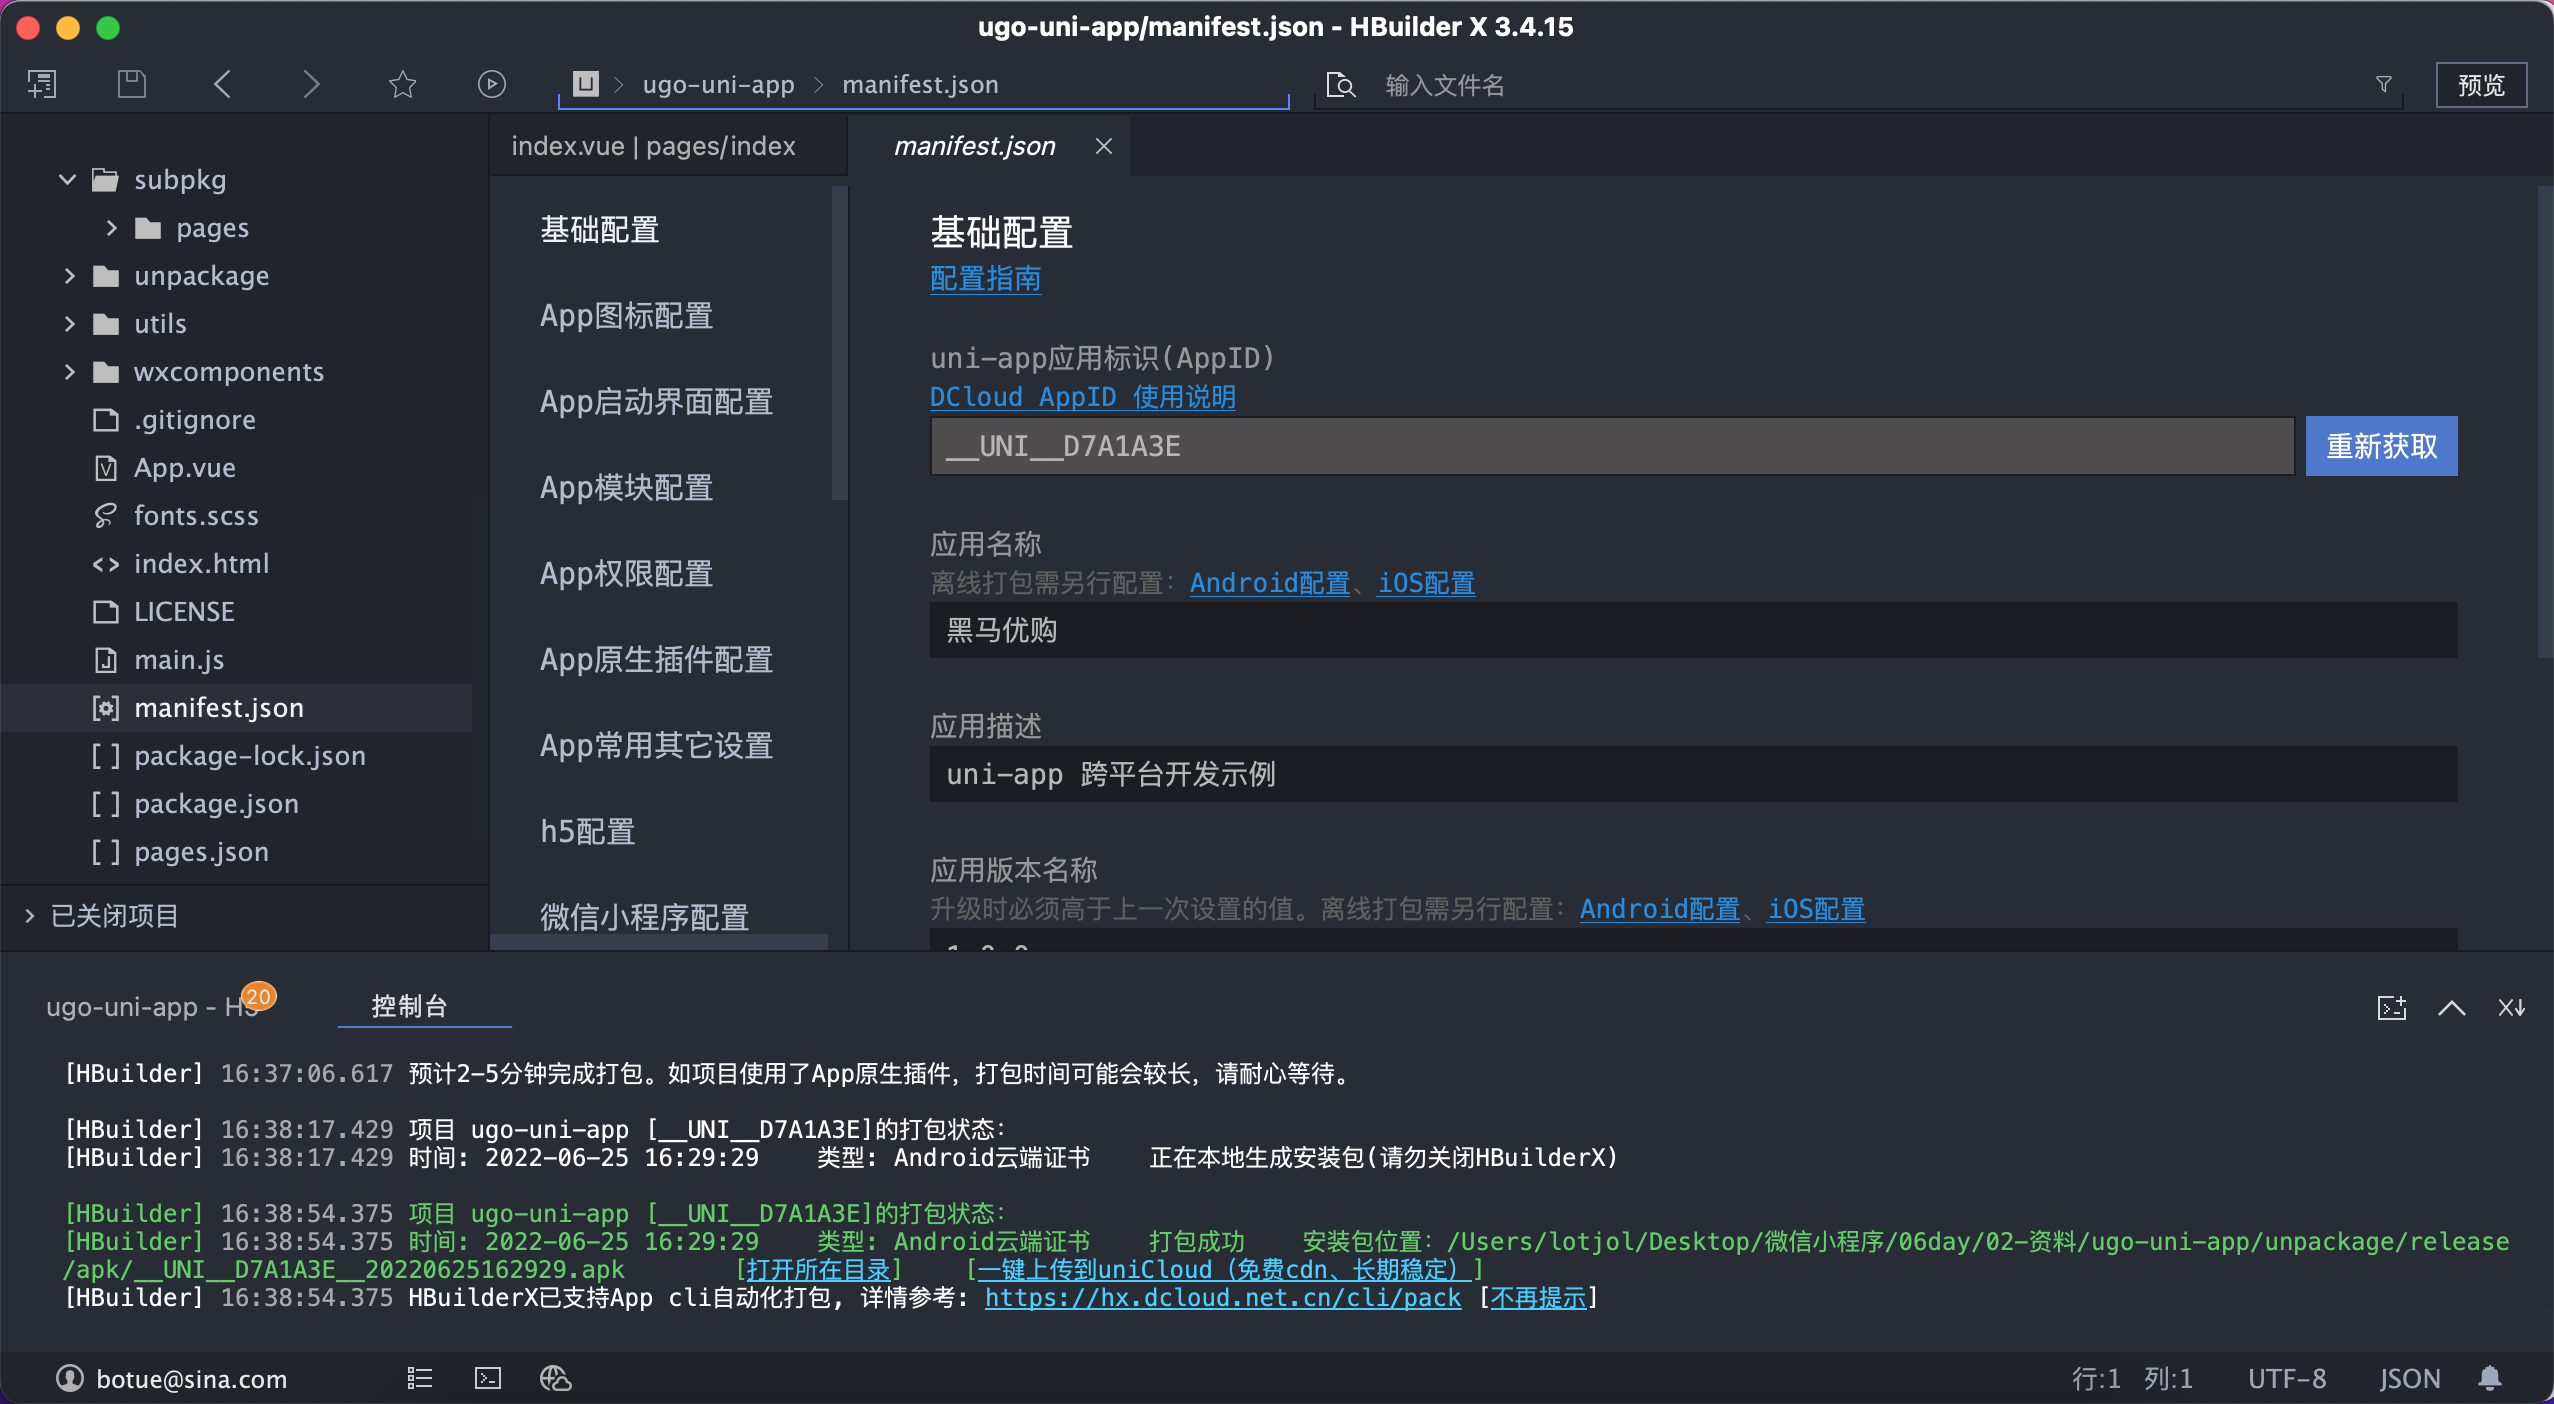 ugo-uni-app/manifest.json - HBuilder X 3.4.15
U > ugo-uni-app > manifest.json
输入文件名
预览
subpkg
pages
unpackage
utils
wxcomponents
.gitignore
App.vue
fonts.scss
index.html
LICENSE
main.js
manifest.json
package-lock.json
package.json
pages.json
已关闭项目
index.vue | pages/index
manifest.json
基础配置
App图标配置
App启动界面配置
App模块配置
App权限配置
App原生插件配置
App常用其它设置
h5配置
微信小程序配置
基础配置
配置指南
uni-app应用标识(AppID)
DCloud AppID 使用说明
__UNI__D7A1A3E
重新获取
应用名称
离线打包需另行配置：Android配置、iOS配置
黑马优购
应用描述
uni-app 跨平台开发示例
应用版本名称
升级时必须高于上一次设置的值。离线打包需另行配置：Android配置、iOS配置
ugo-uni-app - H5
20
控制台
[HBuilder] 16:37:06.617 预计2-5分钟完成打包。如项目使用了App原生插件，打包时间可能会较长，请耐心等待。
[HBuilder] 16:38:17.429 项目 ugo-uni-app [__UNI__D7A1A3E]的打包状态：
[HBuilder] 16:38:17.429 时间: 2022-06-25 16:29:29 类型: Android云端证书 正在本地生成安装包(请勿关闭HBuilderX)
[HBuilder] 16:38:54.375 项目 ugo-uni-app [__UNI__D7A1A3E]的打包状态：
[HBuilder] 16:38:54.375 时间: 2022-06-25 16:29:29 类型: Android云端证书 打包成功 安装包位置：/Users/lotjol/Desktop/微信小程序/06day/02-资料/ugo-uni-app/unpackage/release
/apk/__UNI__D7A1A3E__20220625162929.apk [打开所在目录] [一键上传到uniCloud（免费cdn、长期稳定）]
[HBuilder] 16:38:54.375 HBuilderX已支持App cli自动化打包, 详情参考: https://hx.dcloud.net.cn/cli/pack [不再提示]
botue@sina.com
行:1 列:1
UTF-8
JSON